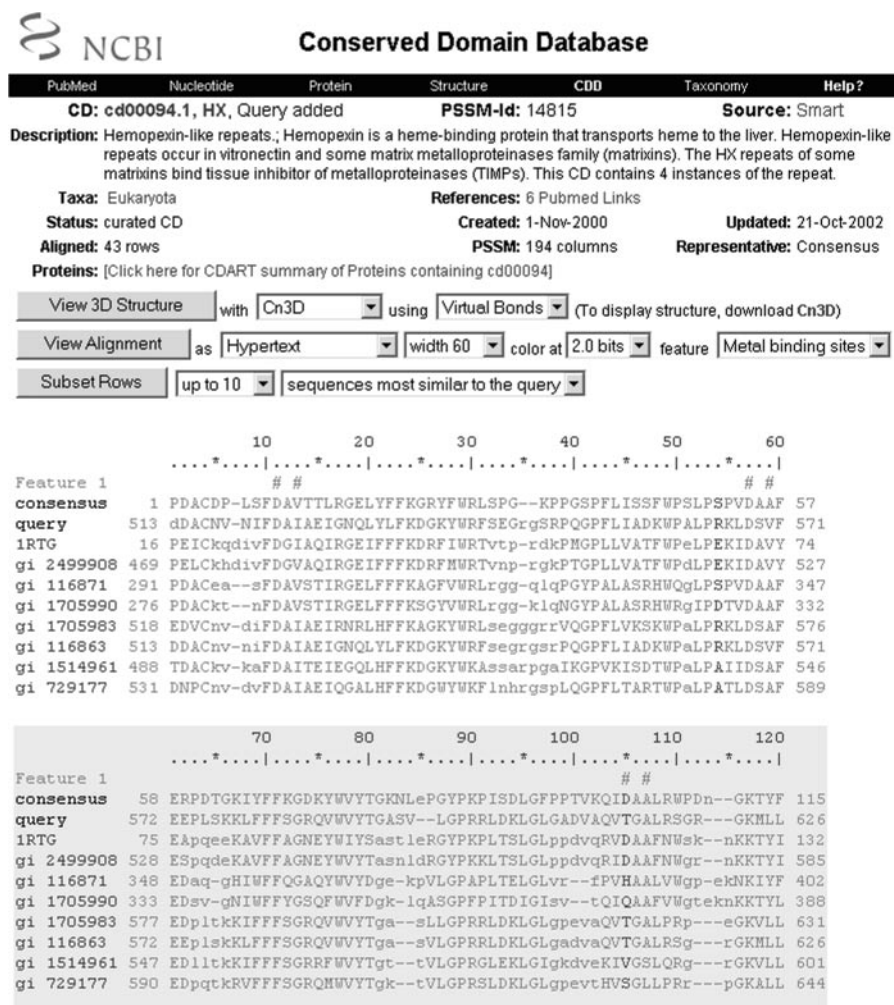 NCBI
Conserved Domain Database
PubMed Nucleotide Protein Structure CDD Taxonomy Help?
CD: cd00094.1, HX, Query added PSSM-Id: 14815 Source: Smart
Description: Hemopexin-like repeats.; Hemopexin is a heme-binding protein that transports heme to the liver. Hemopexin-like
repeats occur in vitronectin and some matrix metalloproteinases family (matrixins). The HX repeats of some
matrixins bind tissue inhibitor of metalloproteinases (TIMPs). This CD contains 4 instances of the repeat.
Taxa: Eukaryota References: 6 Pubmed Links
Status: curated CD Created: 1-Nov-2000 Updated: 21-Oct-2002
Aligned: 43 rows PSSM: 194 columns Representative: Consensus
Proteins: [Click here for CDART summary of Proteins containing cd00094]
View 3D Structure with Cn3D using Virtual Bonds (To display structure, download Cn3D)
View Alignment as Hypertext width 60 color at 2.0 bits feature Metal binding sites
Subset Rows up to 10 sequences most similar to the query
10 20 30 40 50 60
....*....|....*....|....*....|....*....|....*....|....*....|
Feature 1 # # # #
consensus 1 PDACDP-LSFDAVTTLRGELYFFKGRYFWRLSPG--KPPGSPFLISSFWPSLPSPVDAAF 57
query 513 dDACNV-NIFDAIAEIGNQLYLFKDGKYWRFSEGrgSRPQGPFLIADKWPALPRKLDSVF 571
1RTG 16 PEICkqdivFDGIAQIRGEIFFFKDRFIWRTvtp-rdkPMGPLLVATFWPeLPEKIDAVY 74
gi 2499908 469 PELCkhdivFDGVAQIRGEIFFFKDRFMWRTvnp-rgkPTGPLLVATFWPdLPEKIDAVY 527
gi 116871 291 PDACea--sFDAVSTIRGELFFFKAGFVWRLrgg-qlqPGYPALASRHWQgLPSPVDAAF 347
gi 1705990 276 PDACkt--nFDAVSTIRGELFFFKSGYVWRLrgg-klqNGYPALASRHWRgIPDTVDAAF 332
gi 1705983 518 EDVCnv-diFDAIAEIRNRLHFFKAGKYWRLsegggrrVQGPFLVKSKWPaLPRKLDSAF 576
gi 116863 513 DDACnv-niFDAIAEIGNQLYLFKDGKYWRFsegrgsrPQGPFLIADKWPaLPRKLDSVF 571
gi 1514961 488 TDACkv-kaFDAITEIEGQLHFFKDGKYWKAssarpgaIKGPVKISDTWPaLPAIIDSAF 546
gi 729177 531 DNPCnv-dvFDAIAEIQGALHFFKDGWYWKFlnhrgspLQGPFLTARTWPaLPATLDSAF 589
70 80 90 100 110 120
....*....|....*....|....*....|....*....|....*....|....*....|
Feature 1 # #
consensus 58 ERPDTGKIYFFKGDKYWVYTGKNLePGYPKPISDLGFPPTVKQIDAALRWPDn--GKTYF 115
query 572 EEPLSKKLFFFSGRQVWVYTGASV--LGPRRLDKLGLGADVAQVTGALRSGR---GKMLL 626
1RTG 75 EApqeeKAVFFAGNEYWIYSastleRGYPKPLTSLGLppdvqRVDAAFNWsk--nKKTYI 132
gi 2499908 528 ESpqdeKAVFFAGNEYWVYTasnldRGYPKKLTSLGLppdvqRIDAAFNWgr--nKKTYI 585
gi 116871 348 EDaq-gHIWFFQGAQYWVYDge-kpVLGPAPLTELGLvr--fPVHAALVWgp-ekNKIYF 402
gi 1705990 333 EDsv-gNIWFFYGSQFWVFDgk-lqASGPFPITDIGIsv--tQIQAAFVWgteknKKTYL 388
gi 1705983 577 EDpltkKIFFFSGRQVWVYTga--sLLGPRRLDKLGLgpevaQVTGALPRp---eGKVLL 631
gi 116863 572 EEplskKLFFFSGRQVWVYTga--sVLGPRRLDKLGLgadvaQVTGALRSg---rGKMLL 626
gi 1514961 547 EDlltkKIFFFSGRRFWVYTgt--tVLGPRGLEKLGIgkdveKIVGSLQRg---rGKVLL 601
gi 729177 590 EDpqtkRVFFFSGRQMWVYTgk--tVLGPRSLDKLGLgpevtHVSGLLPRr---pGKALL 644